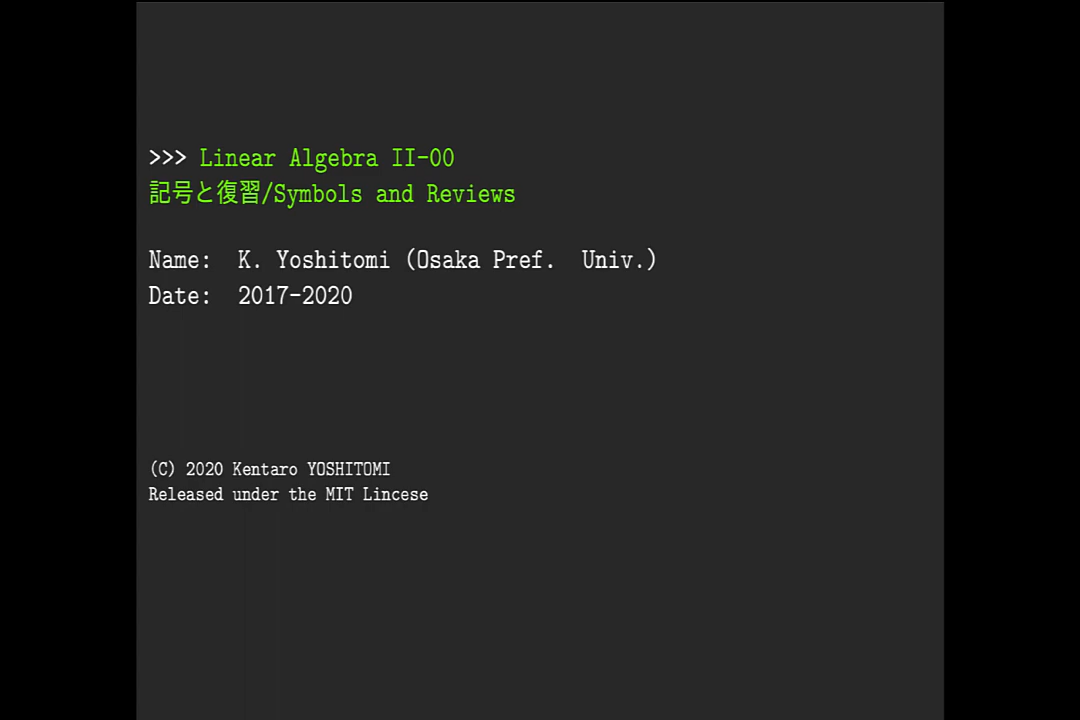 >>> Linear Algebra II-00
記号と復習/Symbols and Reviews
Name: K. Yoshitomi (Osaka Pref. Univ.)
Date: 2017-2020
(C) 2020 Kentaro YOSHITOMI
Released under the MIT Lincese